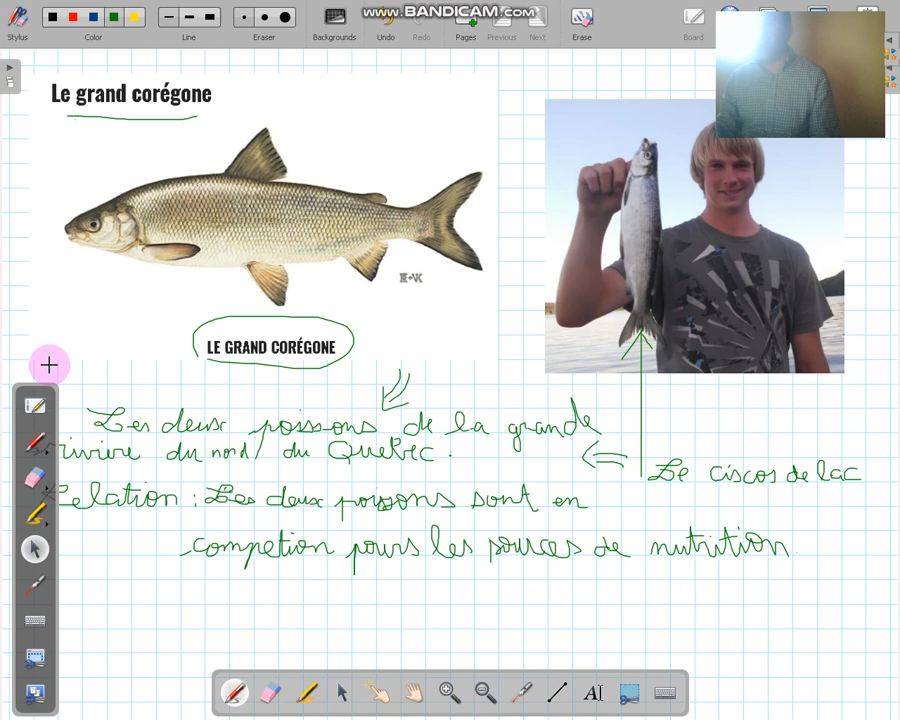 WWW.BANDICAM.COM
Stylus Color Line Eraser Backgrounds Undo Redo Pages Previous Next Erase Board
Le grand corégone
E+K
LE GRAND CORÉGONE
Les deux poissons de la grande
rivière du nord du Quebec.
Le ciscos de lac
Relation : Les deux poissons sont en
competion pours les sources de nutrition